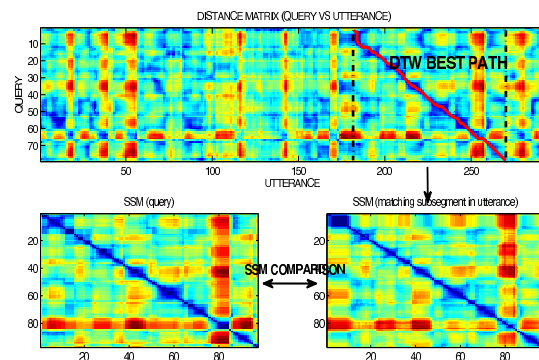 DISTANCE MATRIX (QUERY VS UTTERANCE)
10
20
30
40
50
60
70
QUERY
DTW BEST PATH
50 100 150 200 250
UTTERANCE
SSM (query)
SSM (matching subsegment in utterance)
20
40
60
80
20
40
60
80
SSM COMPARISON
20 40 60 80
20 40 60 80